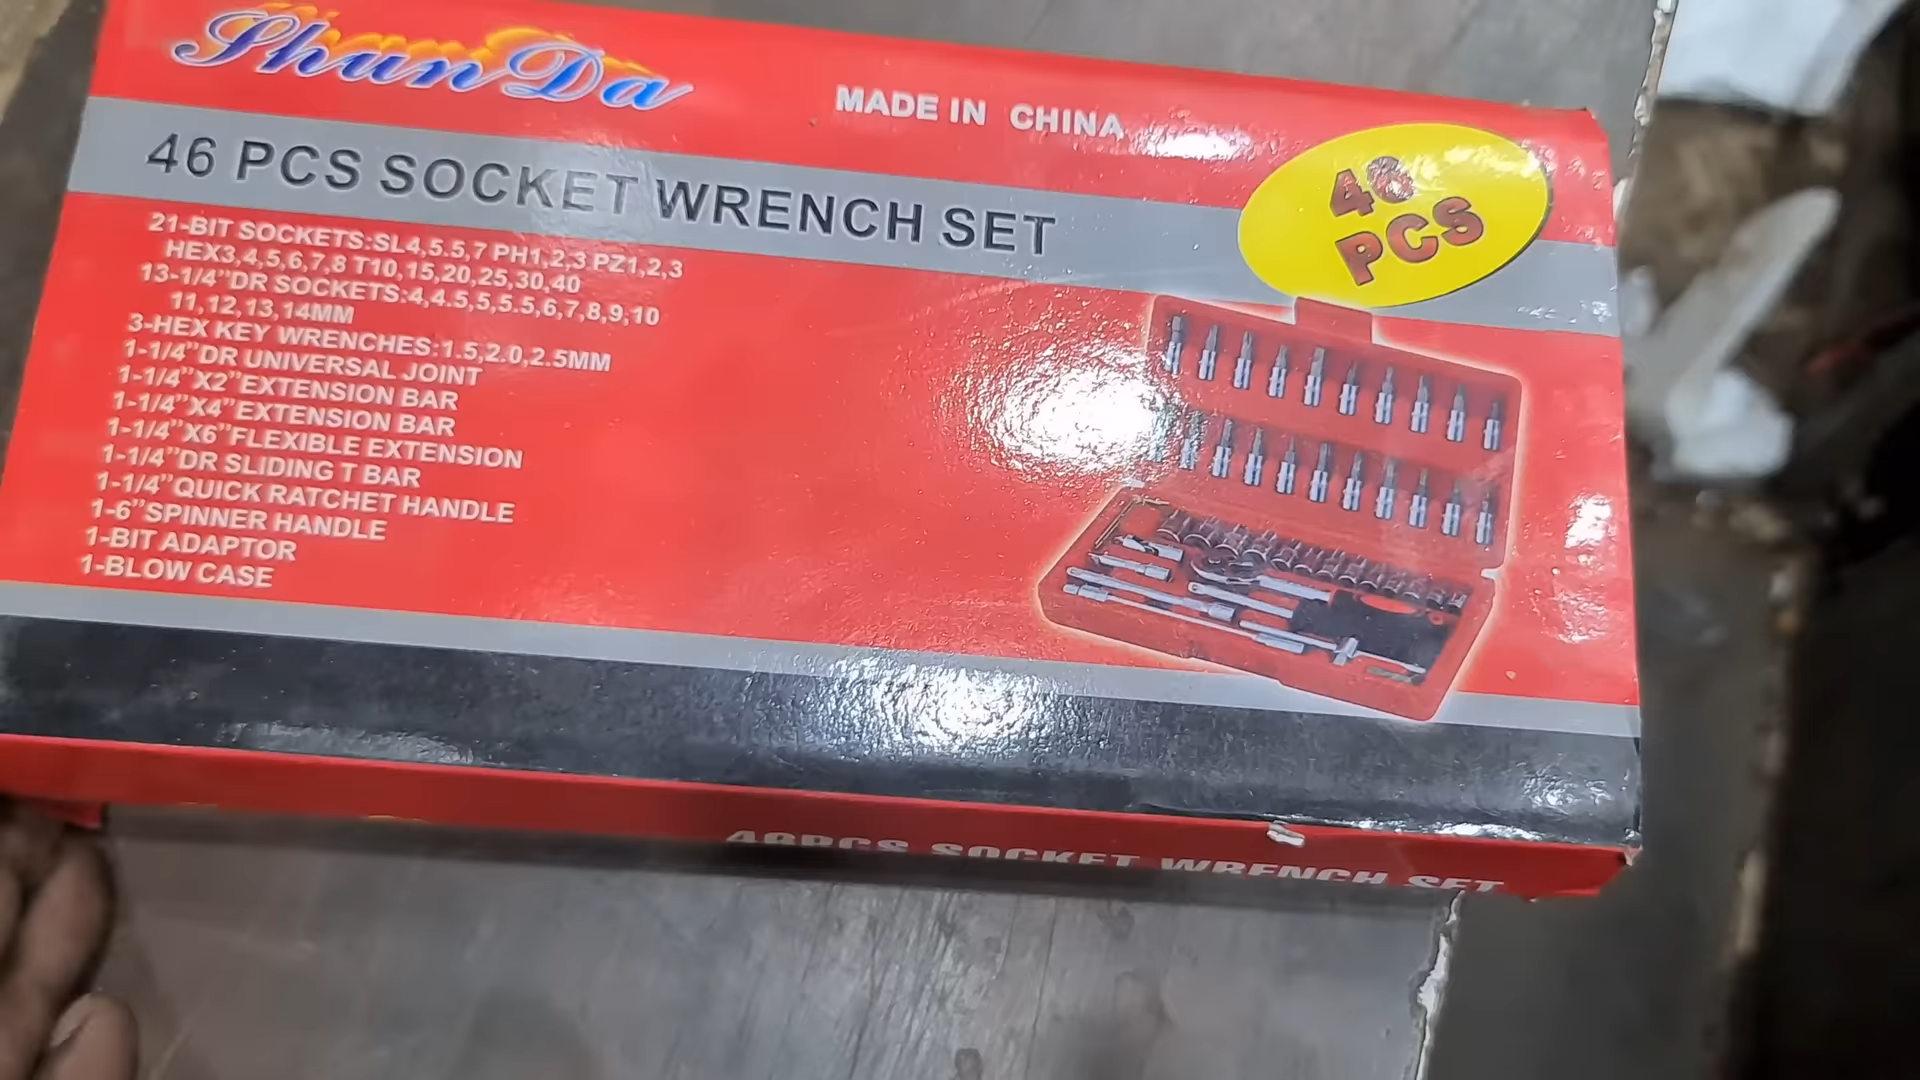 ShunDa
MADE IN CHINA
46 PCS SOCKET WRENCH SET
46
PCS
21-BIT SOCKETS:SL4,5.5,7 PH1,2,3 PZ1,2,3
HEX3,4,5,6,7,8 T10,15,20,25,30,40
13-1/4"DR SOCKETS:4,4.5,5,5.5,6,7,8,9,10
11,12,13,14MM
3-HEX KEY WRENCHES:1.5,2.0,2.5MM
1-1/4"DR UNIVERSAL JOINT
1-1/4"X2"EXTENSION BAR
1-1/4"X4"EXTENSION BAR
1-1/4"X6"FLEXIBLE EXTENSION
1-1/4"DR SLIDING T BAR
1-1/4"QUICK RATCHET HANDLE
1-6"SPINNER HANDLE
1-BIT ADAPTOR
1-BLOW CASE
46PCS SOCKET WRENCH SET